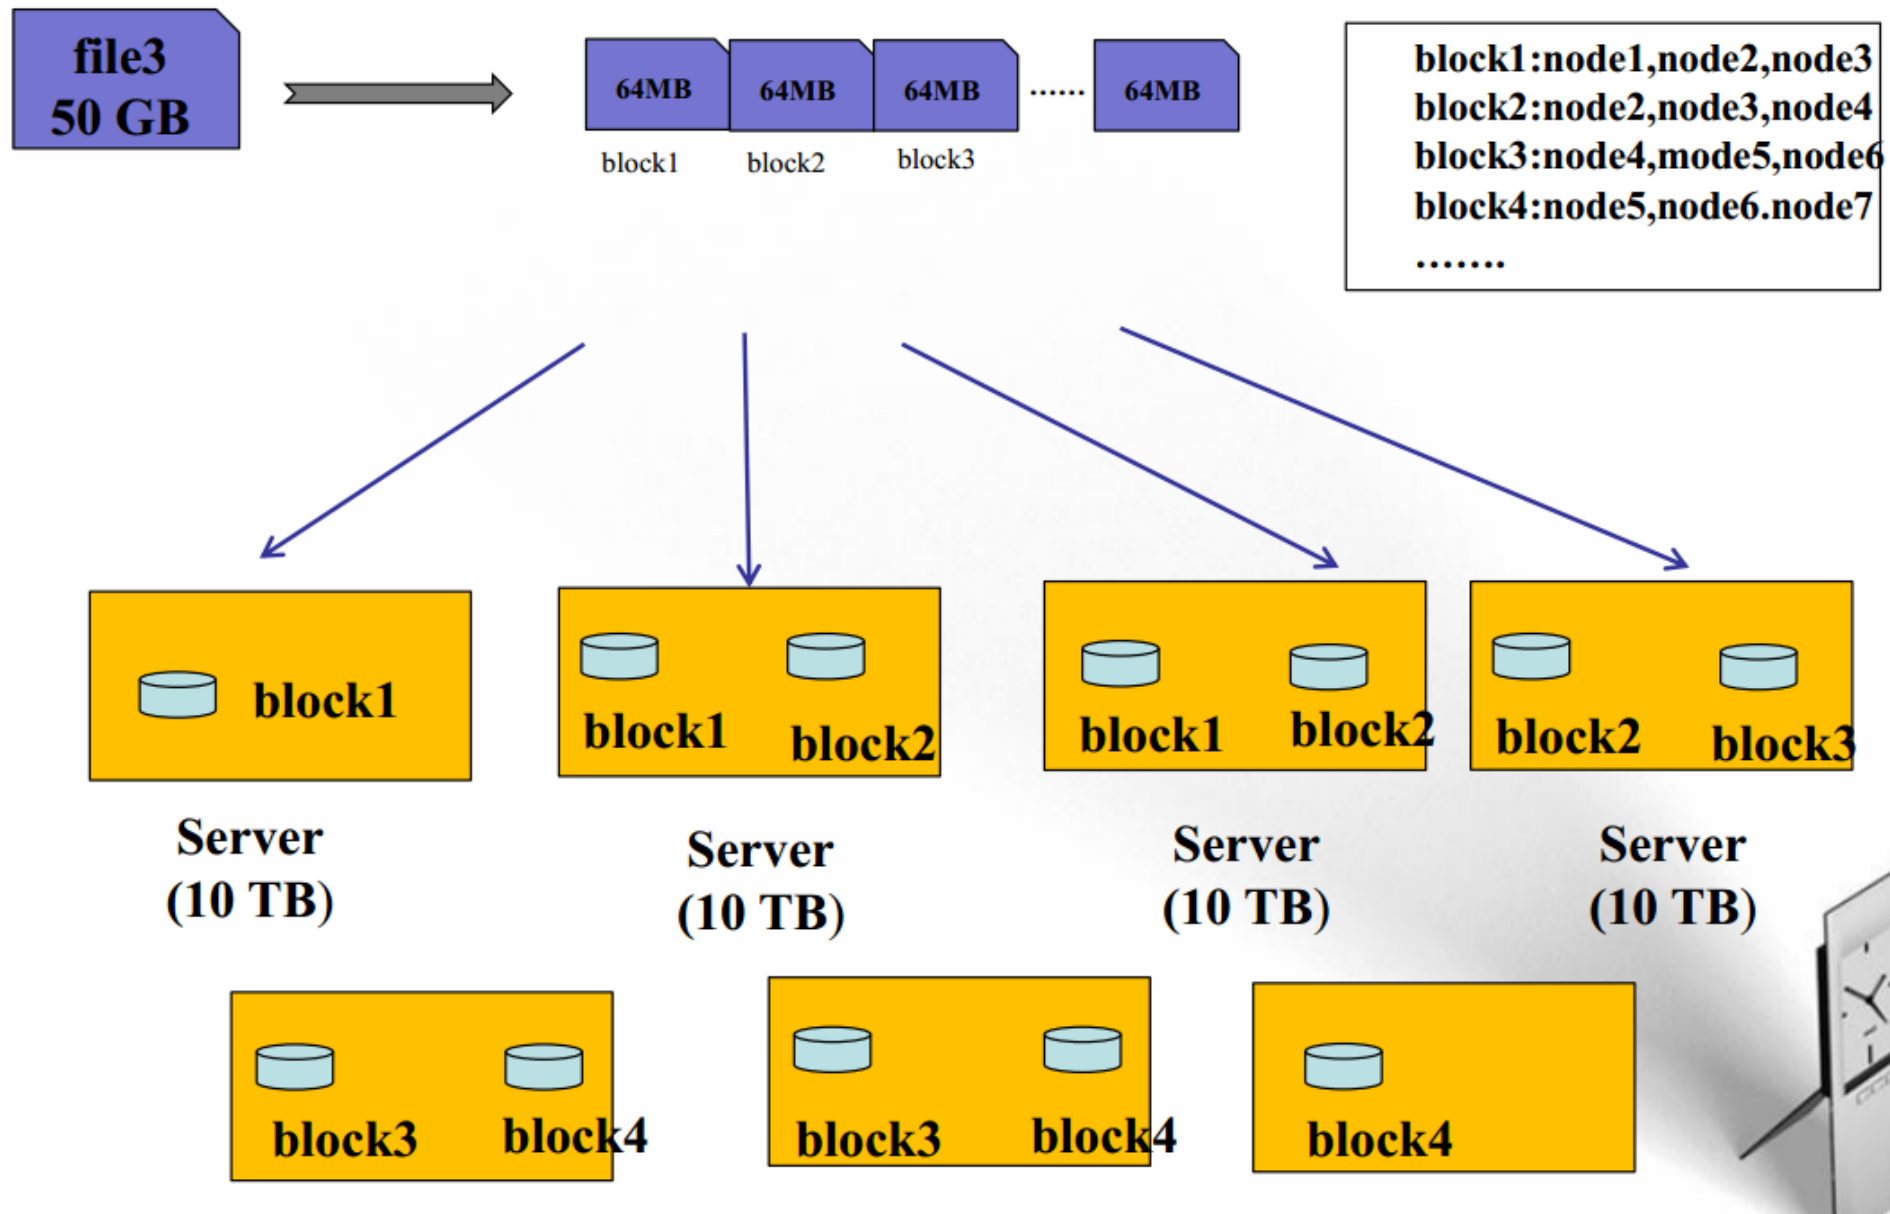 file3
50 GB
64MB
64MB
64MB
......
64MB
block1
block2
block3
block1:node1,node2,node3
block2:node2,node3,node4
block3:node4,mode5,node6
block4:node5,node6.node7
.......
block1
block1
block2
block1
block2
block2
block3
Server
(10 TB)
Server
(10 TB)
Server
(10 TB)
Server
(10 TB)
block3
block4
block3
block4
block4